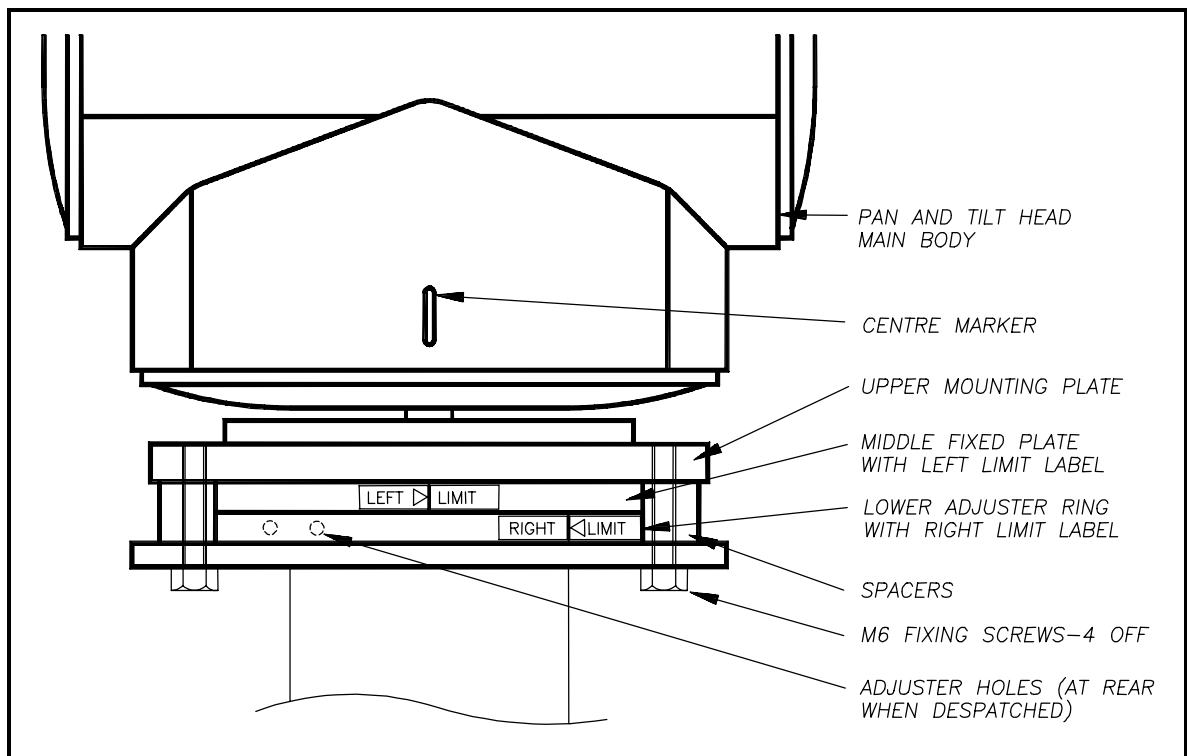 PAN AND TILT HEAD
MAIN BODY
CENTRE MARKER
UPPER MOUNTING PLATE
MIDDLE FIXED PLATE
WITH LEFT LIMIT LABEL
LEFT LIMIT
LOWER ADJUSTER RING
WITH RIGHT LIMIT LABEL
RIGHT LIMIT
SPACERS
M6 FIXING SCREWS-4 OFF
ADJUSTER HOLES (AT REAR
WHEN DESPATCHED)